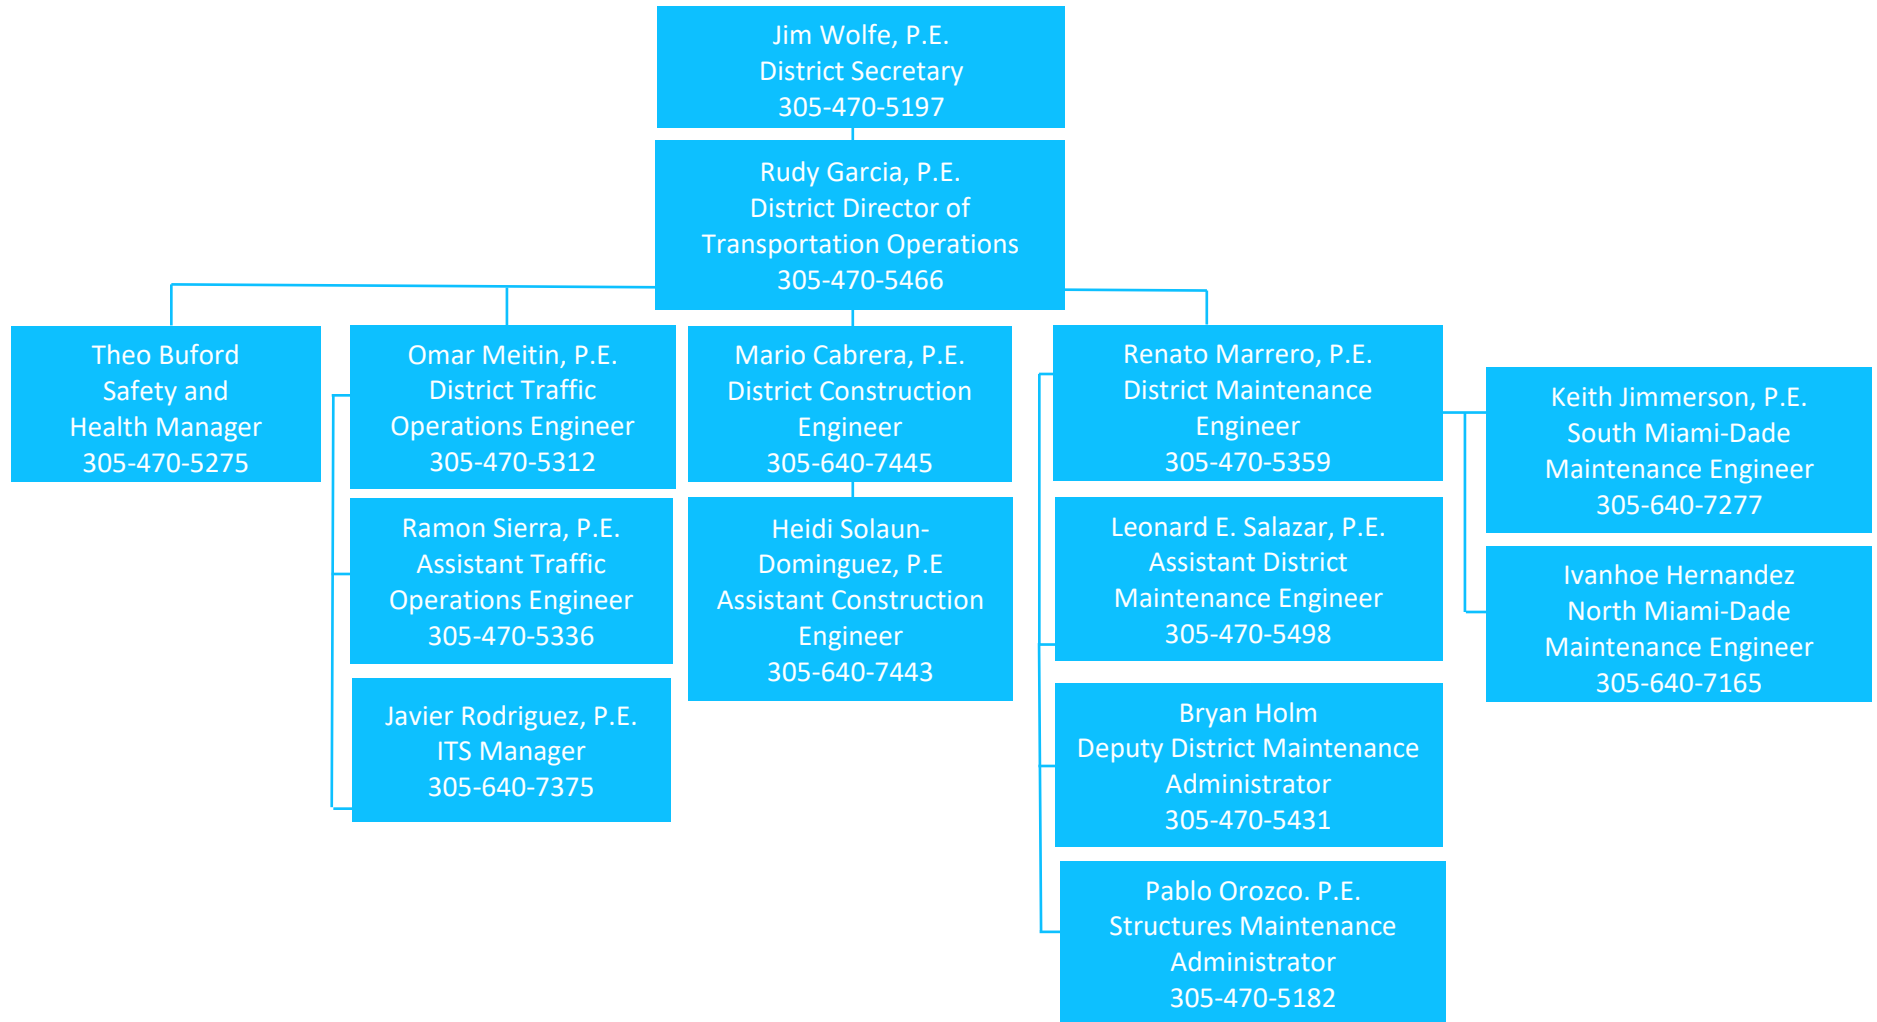 Jim Wolfe, P.E.
District Secretary
305-470-5197
Rudy Garcia, P.E.
District Director of
Transportation Operations
305-470-5466
Theo Buford
Safety and
Health Manager
305-470-5275
Omar Meitin, P.E.
District Traffic
Operations Engineer
305-470-5312
Ramon Sierra, P.E.
Assistant Traffic
Operations Engineer
305-470-5336
Javier Rodriguez, P.E.
ITS Manager
305-640-7375
Mario Cabrera, P.E.
District Construction
Engineer
305-640-7445
Heidi Solaun-
Dominguez, P.E
Assistant Construction
Engineer
305-640-7443
Renato Marrero, P.E.
District Maintenance
Engineer
305-470-5359
Leonard E. Salazar, P.E.
Assistant District
Maintenance Engineer
305-470-5498
Bryan Holm
Deputy District Maintenance
Administrator
305-470-5431
Pablo Orozco. P.E.
Structures Maintenance
Administrator
305-470-5182
Keith Jimmerson, P.E.
South Miami-Dade
Maintenance Engineer
305-640-7277
Ivanhoe Hernandez
North Miami-Dade
Maintenance Engineer
305-640-7165